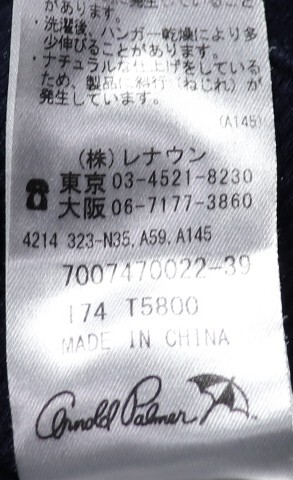 があります。
・洗濯後、ハンガー乾燥により多
少伸びることがあります。
・ナチュラルな仕上げをしている
ため、製品に斜行(ねじれ)が
発生しています。
(A145)
(株)レナウン
東京 03-4521-8230
大阪 06-7177-3860
4214 323-N35, A59, A145
7007470022-39
174 T5800
MADE IN CHINA
Arnold Palmer